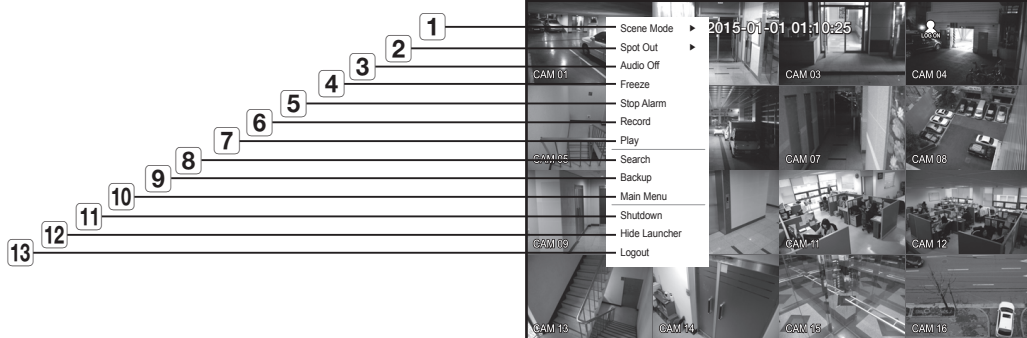 1 Scene Mode ▶
2 Spot Out ▶
3 Audio Off
4 Freeze
5 Stop Alarm
6 Record
7 Play
8 Search
9 Backup
10 Main Menu
11 Shutdown
12 Hide Launcher
13 Logout
2015-01-01 01:10:25
LOG ON
CAM 01
CAM 03
CAM 04
CAM 05
CAM 07
CAM 08
CAM 09
CAM 11
CAM 12
CAM 13
CAM 14
CAM 15
CAM 16